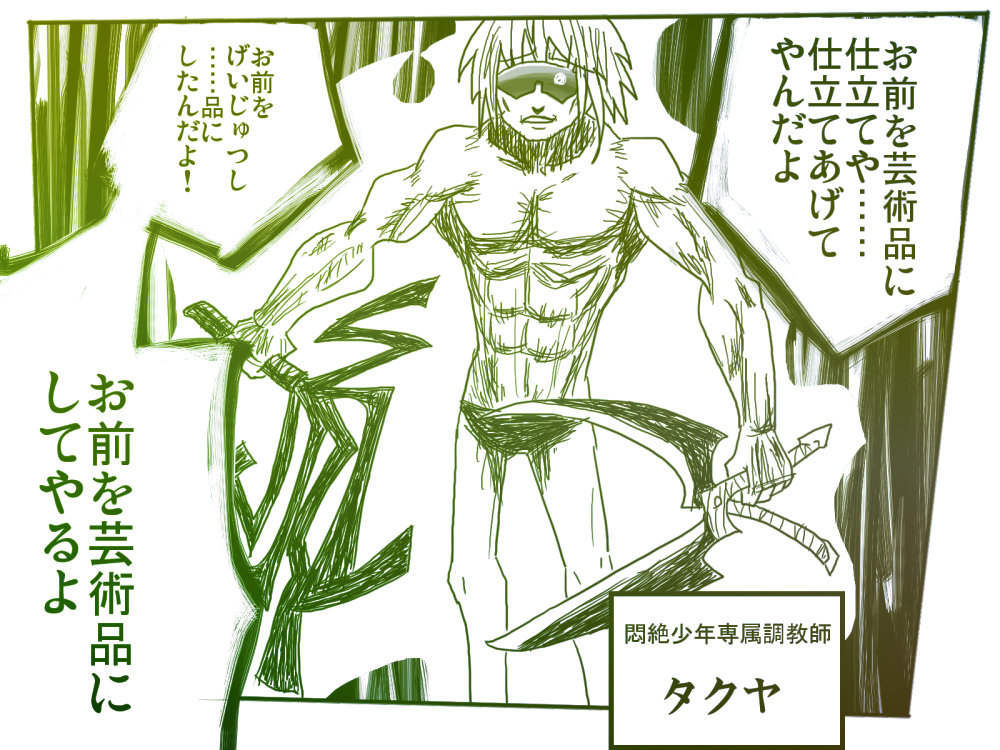 お前を芸術品に
仕立てや……
仕立てあげて
やんだよ
お前を
げいじゅつし
……品に
したんだよ！
お前を芸術品に
してやるよ
悶絶少年専属調教師
タクヤ